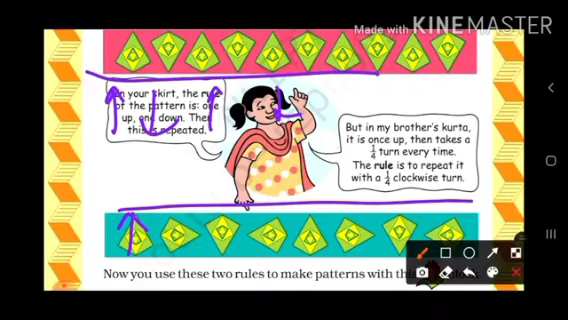 Made with KINEMASTER
In your skirt, the rule
of the pattern is: one
up, one down. Then
this is repeated.
But in my brother's kurta,
it is once up, then takes a
1/4 turn every time.
The rule is to repeat it
with a 1/4 clockwise turn.
Now you use these two rules to make patterns with this